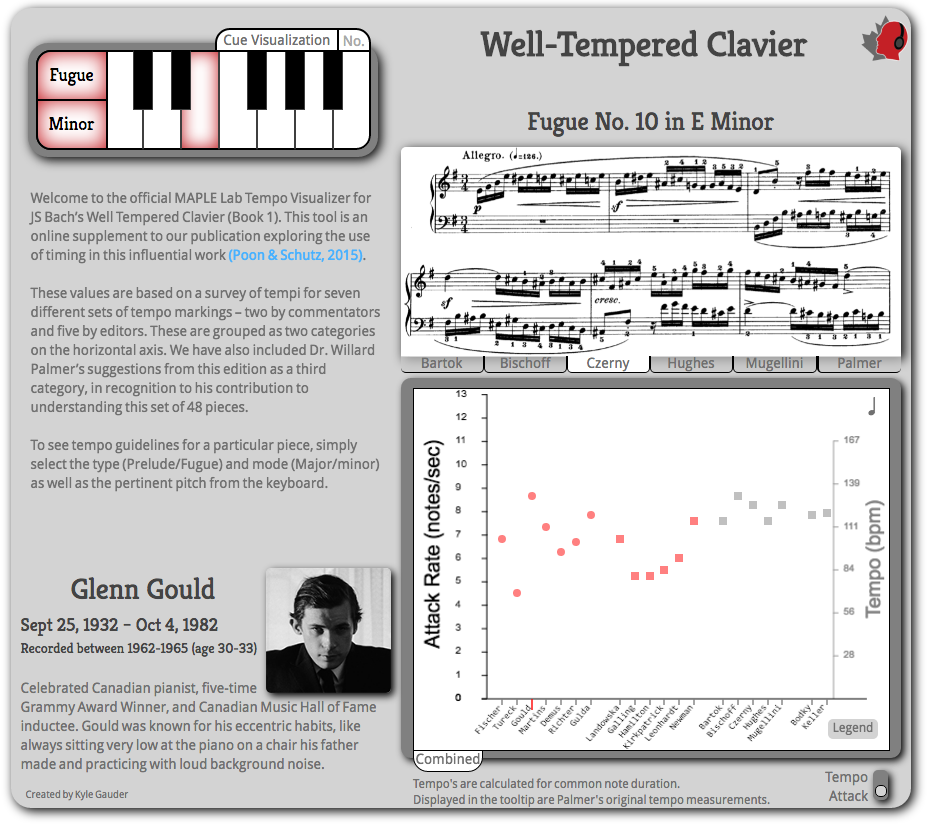 Cue Visualization
No.
Well-Tempered Clavier
Fugue
Minor
Fugue No. 10 in E Minor
Allegro. (♩=126.)
p
sf
sf
cresc.
Bartok
Bischoff
Czerny
Hughes
Mugellini
Palmer
Welcome to the official MAPLE Lab Tempo Visualizer for
JS Bach's Well Tempered Clavier (Book 1). This tool is an
online supplement to our publication exploring the use
of timing in this influential work (Poon & Schutz, 2015).
These values are based on a survey of tempi for seven
different sets of tempo markings – two by commentators
and five by editors. These are grouped as two categories
on the horizontal axis. We have also included Dr. Willard
Palmer's suggestions from this edition as a third
category, in recognition to his contribution to
understanding this set of 48 pieces.
To see tempo guidelines for a particular piece, simply
select the type (Prelude/Fugue) and mode (Major/minor)
as well as the pertinent pitch from the keyboard.
Glenn Gould
Sept 25, 1932 – Oct 4, 1982
Recorded between 1962-1965 (age 30-33)
Celebrated Canadian pianist, five-time
Grammy Award Winner, and Canadian Music Hall of Fame
inductee. Gould was known for his eccentric habits, like
always sitting very low at the piano on a chair his father
made and practicing with loud background noise.
Created by Kyle Gauder
Attack Rate (notes/sec)
13
12
11
10
9
8
7
6
5
4
3
2
1
0
167
139
111
84
56
28
Tempo (bpm)
Fischer
Tureck
Gould
Martins
Demus
Richter
Gulda
Landowska
Galling
Hamilton
Kirkpatrick
Leonhardt
Newman
Bartok
Bischoff
Czerny
Hughes
Mugellini
Bodky
Keller
Legend
Combined
Tempo's are calculated for common note duration.
Displayed in the tooltip are Palmer's original tempo measurements.
Tempo
Attack